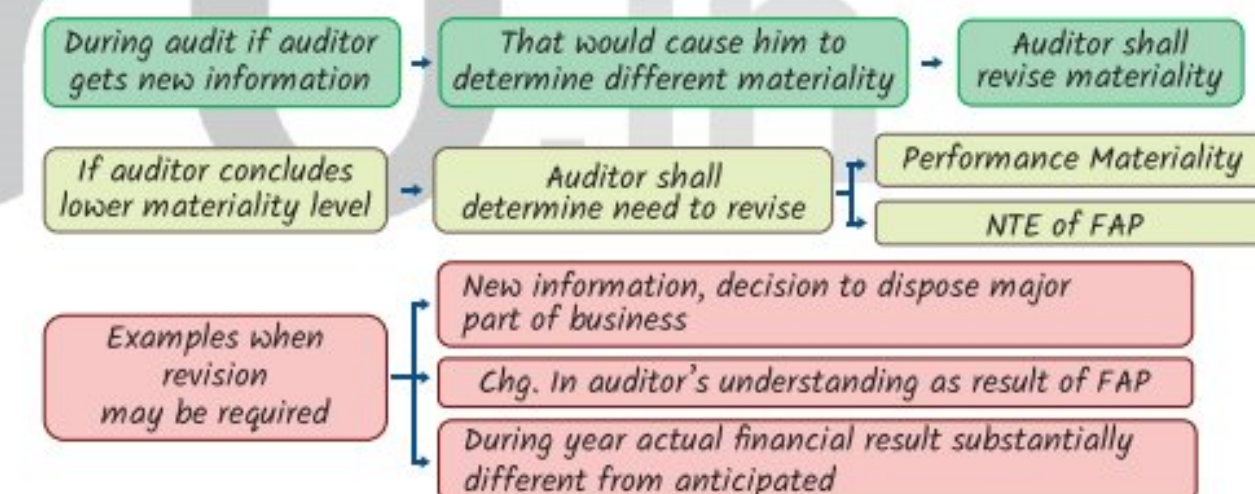 During audit if auditor
gets new information
That would cause him to
determine different materiality
Auditor shall
revise materiality
If auditor concludes
lower materiality level
Auditor shall
determine need to revise
Performance Materiality
NTE of FAP
Examples when
revision
may be required
New information, decision to dispose major
part of business
Chg. In auditor's understanding as result of FAP
During year actual financial result substantially
different from anticipated